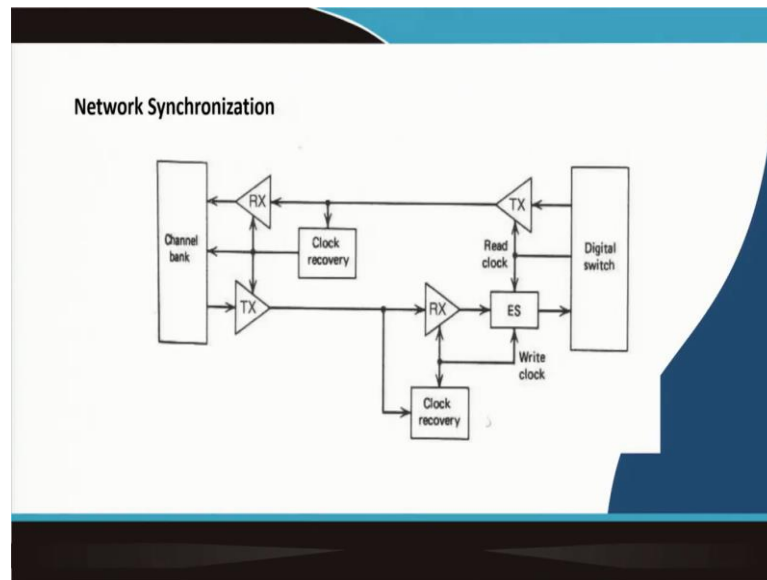 Network Synchronization
RX
TX
Channel
bank
Clock
recovery
Read
clock
Digital
switch
TX
RX
ES
Write
clock
Clock
recovery